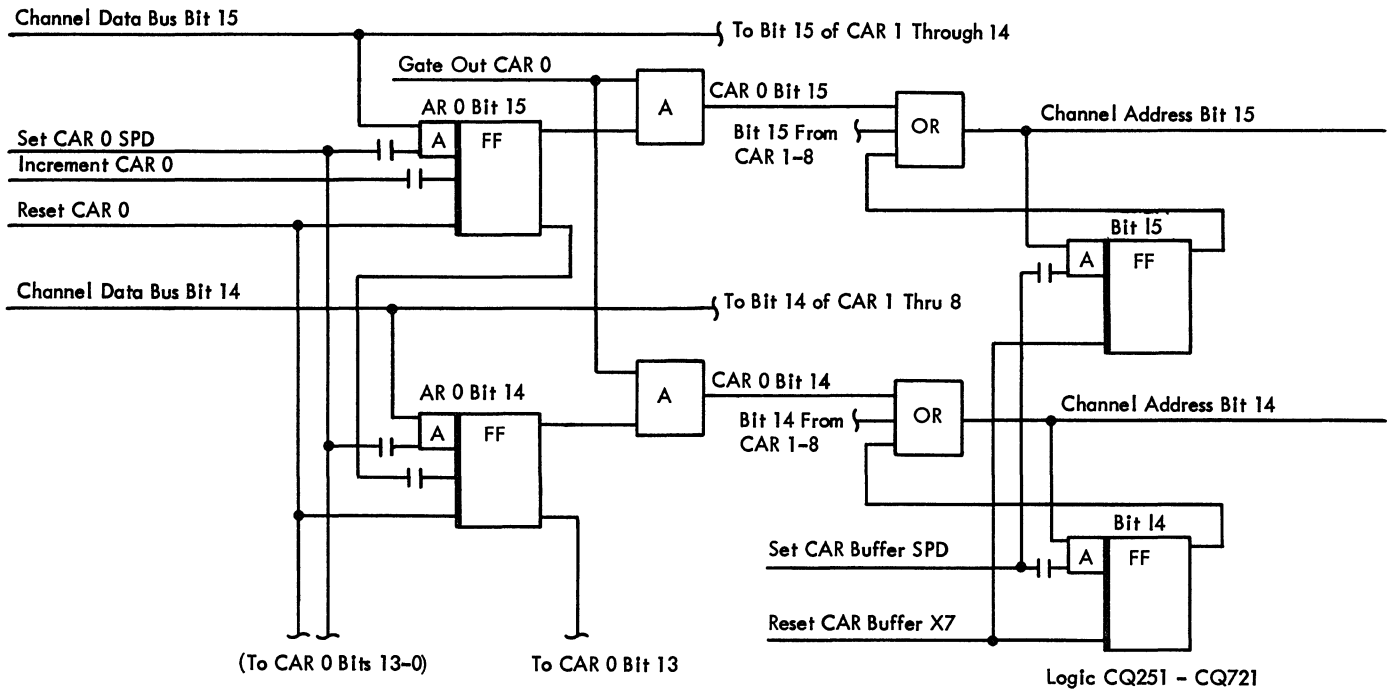 Channel Data Bus Bit 15
To Bit 15 of CAR 1 Through 14
Gate Out CAR 0
A
CAR 0 Bit 15
AR 0 Bit 15
OR
Channel Address Bit 15
Set CAR 0 SPD
A
FF
Bit 15 From
CAR 1-8
Increment CAR 0
Reset CAR 0
Bit 15
A
FF
Channel Data Bus Bit 14
To Bit 14 of CAR 1 Thru 8
A
CAR 0 Bit 14
AR 0 Bit 14
OR
Channel Address Bit 14
A
FF
Bit 14 From
CAR 1-8
Bit 14
Set CAR Buffer SPD
A
FF
Reset CAR Buffer X7
(To CAR 0 Bits 13-0)
To CAR 0 Bit 13
Logic CQ251 - CQ721